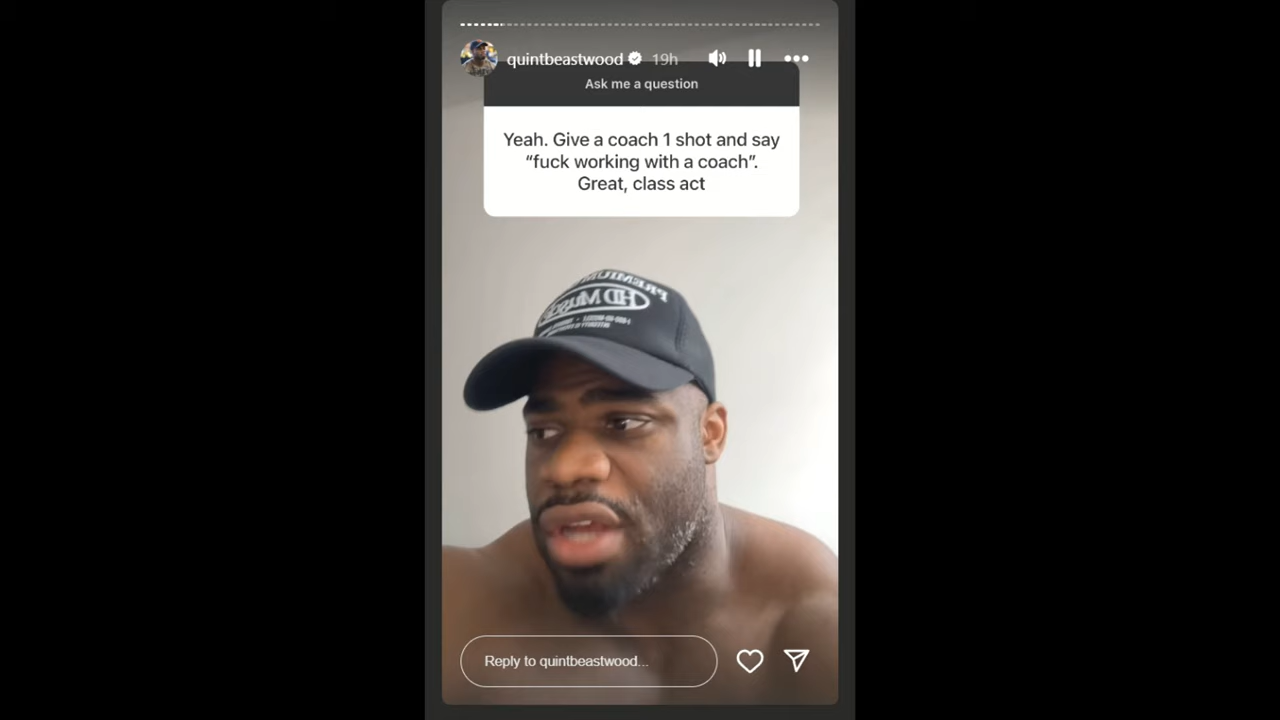 quintbeastwood 19h
Ask me a question
Yeah. Give a coach 1 shot and say
“fuck working with a coach”.
Great, class act
PREMIUM
HD MUSCLE
Reply to quintbeastwood...